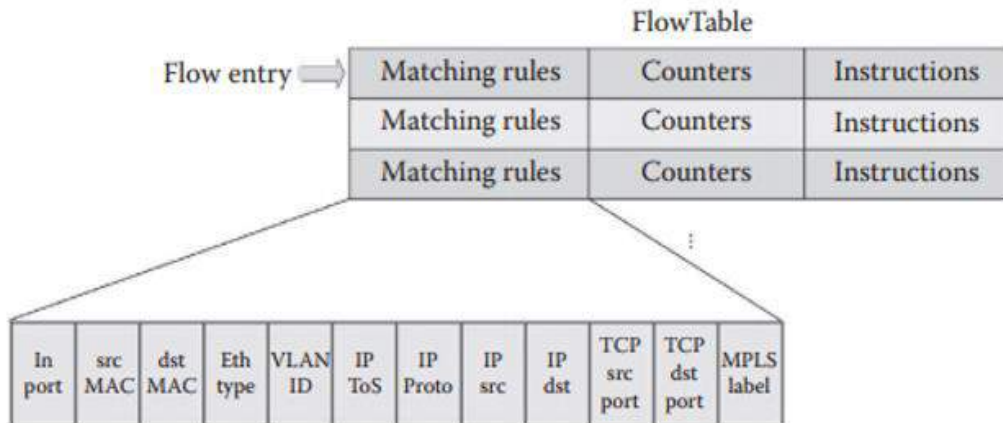 FlowTable
Flow entry
Matching rules Counters Instructions
Matching rules Counters Instructions
Matching rules Counters Instructions
In port
src MAC
dst MAC
Eth type
VLAN ID
IP ToS
IP Proto
IP src
IP dst
TCP src port
TCP dst port
MPLS label